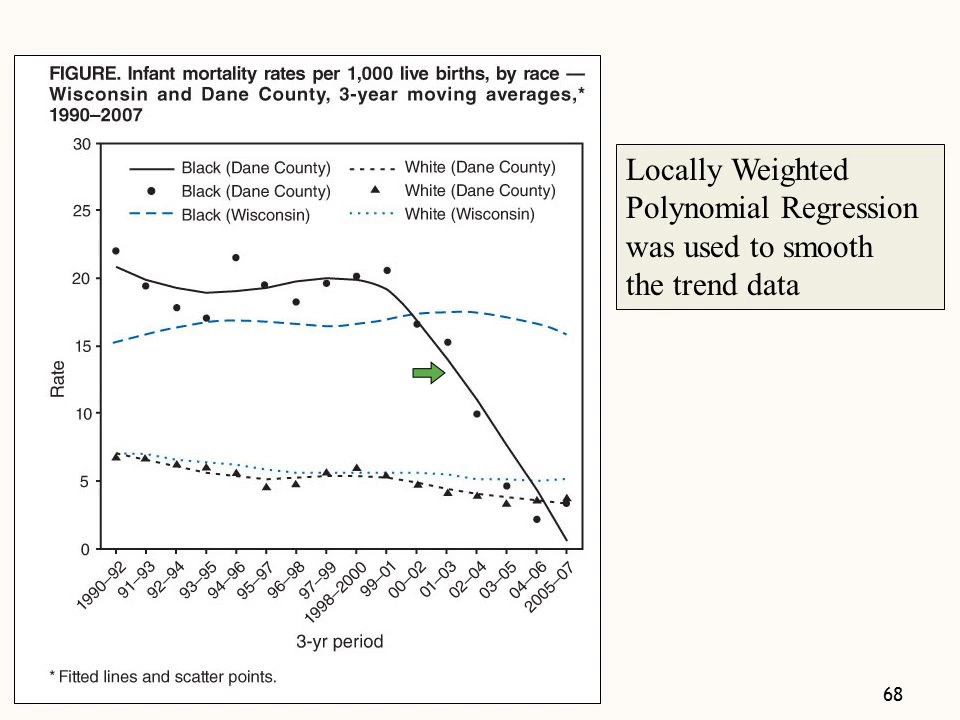 FIGURE. Infant mortality rates per 1,000 live births, by race —
Wisconsin and Dane County, 3-year moving averages,*
1990–2007
30
25
20
15
10
5
0
Rate
Black (Dane County)
Black (Dane County)
Black (Wisconsin)
White (Dane County)
White (Dane County)
White (Wisconsin)
1990–92
91–93
92–94
93–95
94–96
95–97
96–98
97–99
1998–2000
99–01
00–02
01–03
02–04
03–05
04–06
2005–07
3-yr period
* Fitted lines and scatter points.
Locally Weighted
Polynomial Regression
was used to smooth
the trend data
68